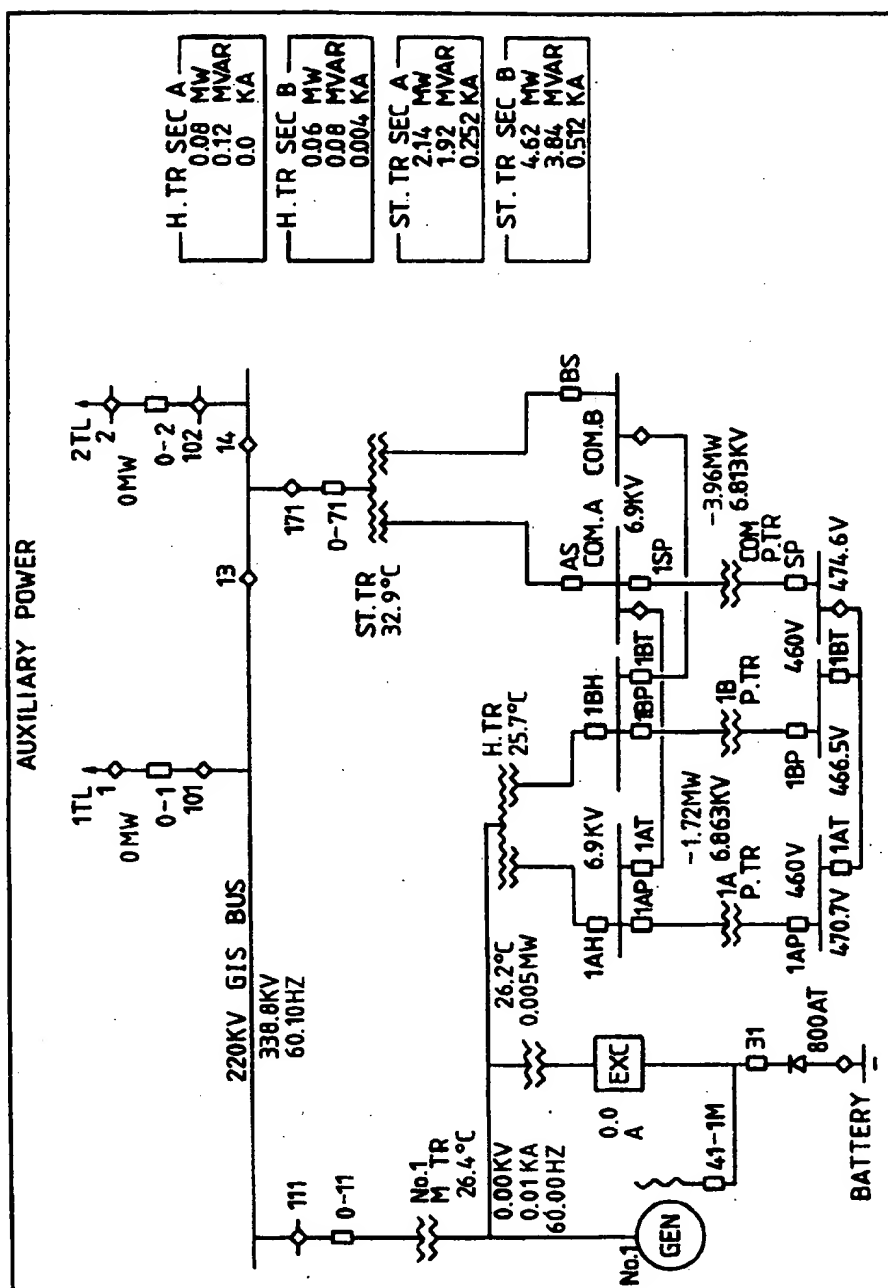 AUXILIARY POWER
1TL
1
0MW
0-1
101
2TL
2
0MW
0-2
102
220KV GIS BUS
338.8KV
60.10HZ
13
14
111
0-11
No.1
M TR
26.4°C
171
0-71
ST.TR
32.9°C
0.00KV
0.01KA
60.00HZ
26.2°C
0.005MW
H.TR
25.7°C
No.1
GEN
0.0
A
EXC
41-1M
31
800AT
BATTERY
1AH
6.9KV
1BH
AS
COM.A
6.9KV
COM.B
BS
1AP
1AT
1BP
1BT
1SP
-1.72MW
6.863KV
-3.96MW
6.813KV
1A
P.TR
1B
P.TR
COM
P.TR
1AP
460V
1BP
460V
SP
470.7V
1AT
466.5V
1BT
474.6V
H.TR SEC A
0.08 MW
0.12 MVAR
0.0 KA
H.TR SEC B
0.06 MW
0.08 MVAR
0.004 KA
ST.TR SEC A
2.14 MW
1.92 MVAR
0.252 KA
ST.TR SEC B
4.62 MW
3.84 MVAR
0.512 KA